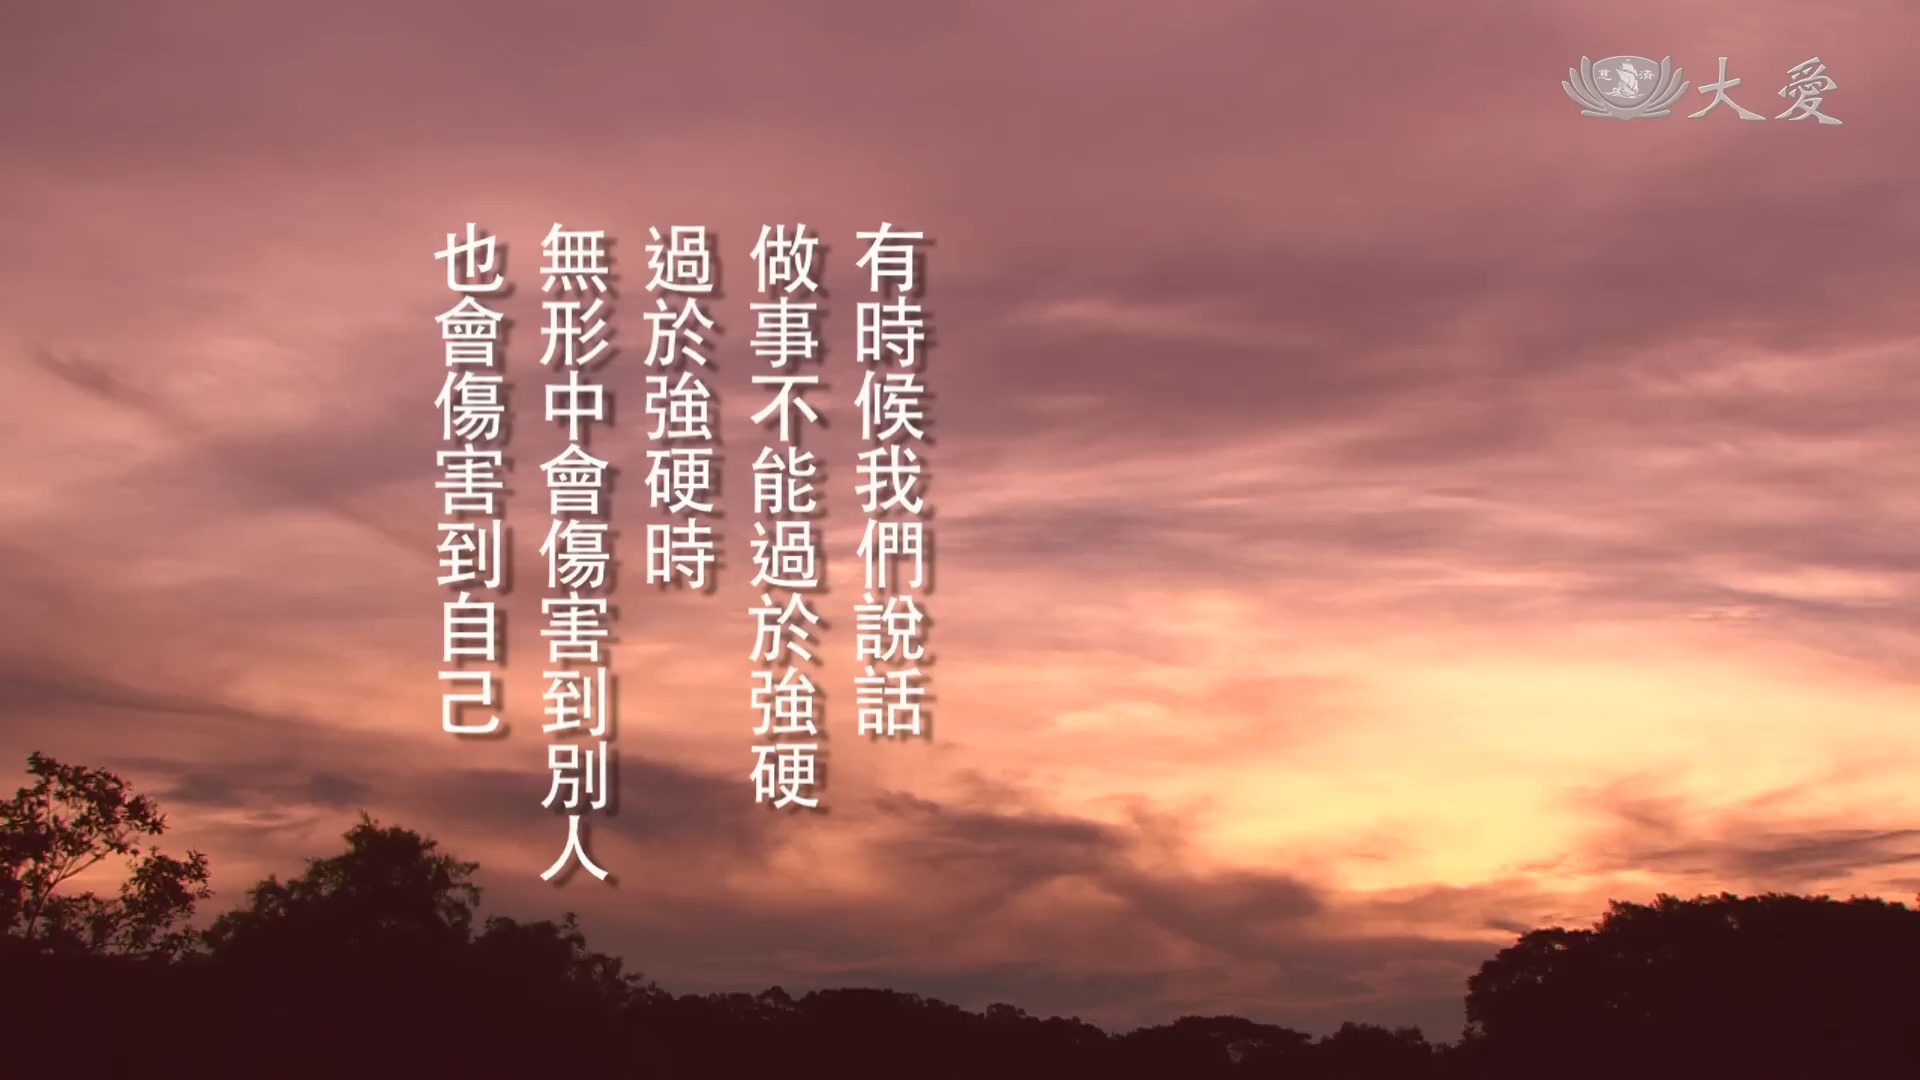 慈濟
大愛
有時候我們說話
做事不能過於強硬
過於強硬時
無形中會傷害到別人
也會傷害到自己